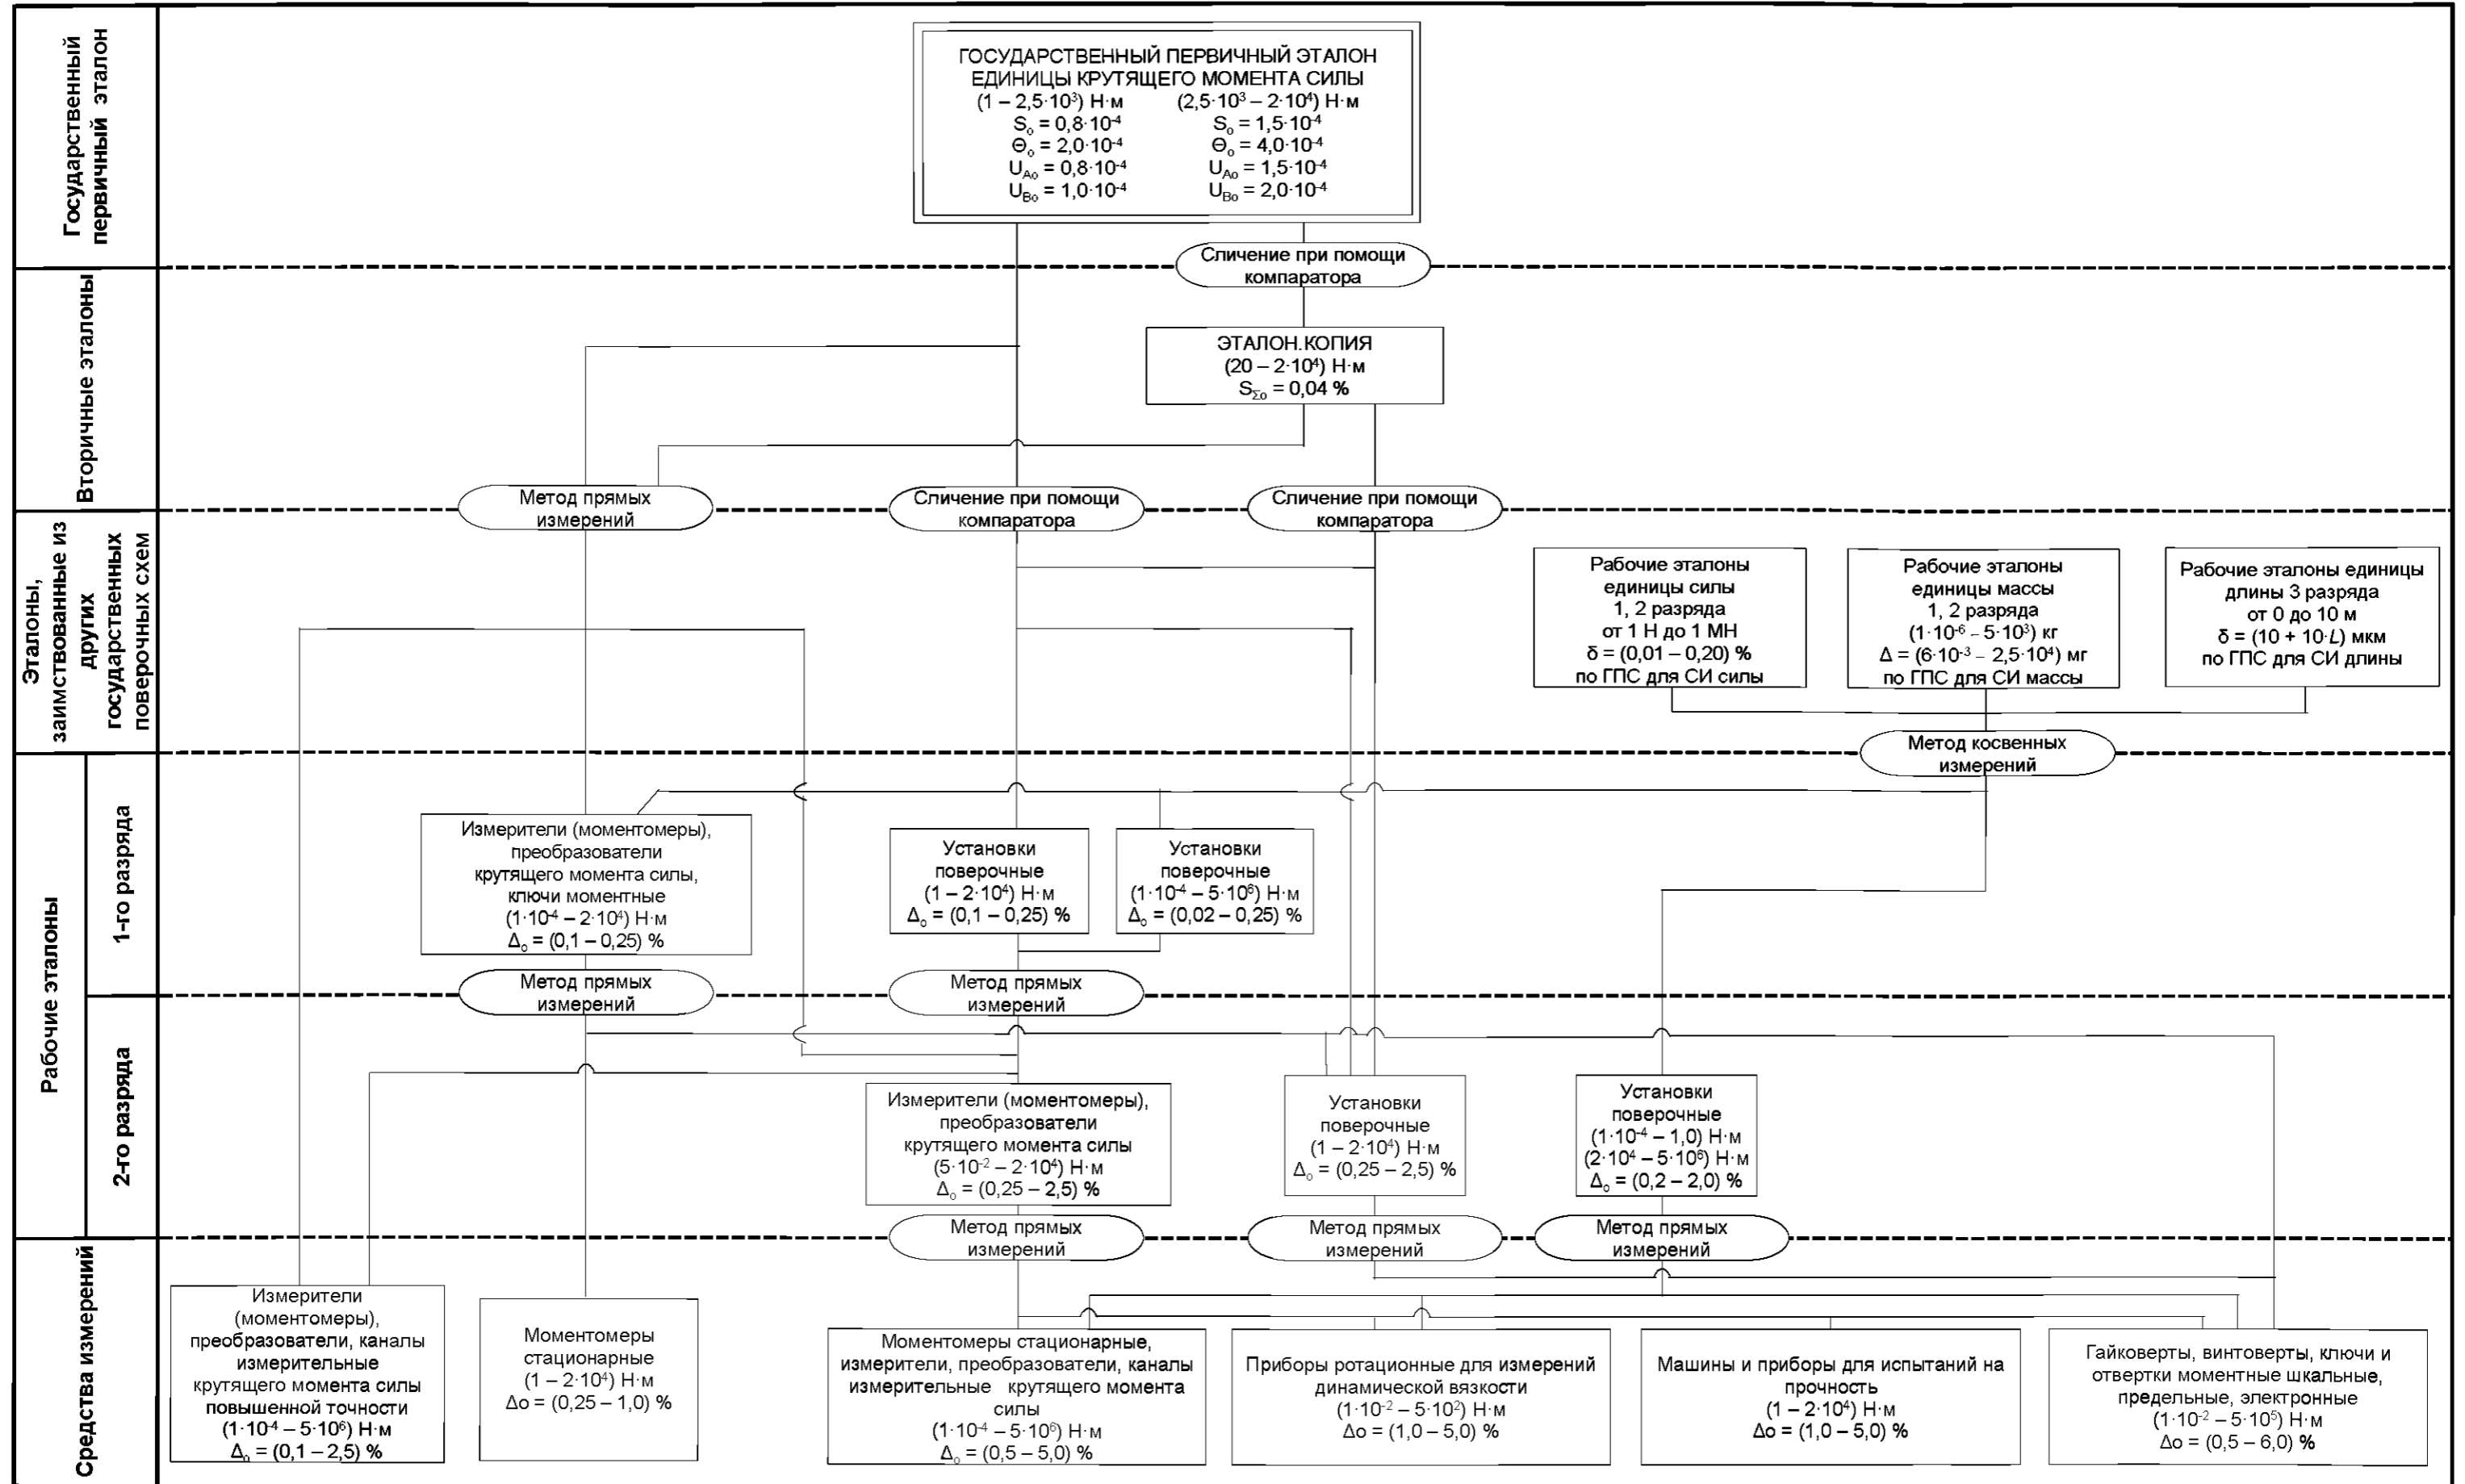 Государственный
первичный эталон
ГОСУДАРСТВЕННЫЙ ПЕРВИЧНЫЙ ЭТАЛОН
ЕДИНИЦЫ КРУТЯЩЕГО МОМЕНТА СИЛЫ
(1 – 2,5·10³) Н·м (2,5·10³ – 2·10⁴) Н·м
S₀ = 0,8·10⁻⁴ S₀ = 1,5·10⁻⁴
Θ₀ = 2,0·10⁻⁴ Θ₀ = 4,0·10⁻⁴
U_Ao = 0,8·10⁻⁴ U_Ao = 1,5·10⁻⁴
U_Bo = 1,0·10⁻⁴ U_Bo = 2,0·10⁻⁴
Сличение при помощи
компаратора
Вторичные эталоны
ЭТАЛОН.КОПИЯ
(20 – 2·10⁴) Н·м
S_Σo = 0,04 %
Метод прямых
измерений
Сличение при помощи
компаратора
Сличение при помощи
компаратора
Эталоны,
заимствованные из
других
государственных
поверочных схем
Рабочие эталоны
единицы силы
1, 2 разряда
от 1 Н до 1 МН
δ = (0,01 – 0,20) %
по ГПС для СИ силы
Рабочие эталоны
единицы массы
1, 2 разряда
(1·10⁻⁶ – 5·10³) кг
Δ = (6·10⁻³ – 2,5·10⁴) мг
по ГПС для СИ массы
Рабочие эталоны единицы
длины 3 разряда
от 0 до 10 м
δ = (10 + 10·L) мкм
по ГПС для СИ длины
Метод косвенных
измерений
Рабочие эталоны
1-го разряда
Измерители (моментомеры),
преобразователи
крутящего момента силы,
ключи моментные
(1·10⁻⁴ – 2·10⁴) Н·м
Δ₀ = (0,1 – 0,25) %
Установки
поверочные
(1 – 2·10⁴) Н·м
Δ₀ = (0,1 – 0,25) %
Установки
поверочные
(1·10⁻⁴ – 5·10⁶) Н·м
Δ₀ = (0,02 – 0,25) %
Метод прямых
измерений
Метод прямых
измерений
2-го разряда
Измерители (моментомеры),
преобразователи
крутящего момента силы
(5·10⁻² – 2·10⁴) Н·м
Δ₀ = (0,25 – 2,5) %
Установки
поверочные
(1 – 2·10⁴) Н·м
Δ₀ = (0,25 – 2,5) %
Установки
поверочные
(1·10⁻⁴ – 1,0) Н·м
(2·10⁴ – 5·10⁶) Н·м
Δ₀ = (0,2 – 2,0) %
Метод прямых
измерений
Метод прямых
измерений
Метод прямых
измерений
Средства измерений
Измерители
(моментомеры),
преобразователи, каналы
измерительные
крутящего момента силы
повышенной точности
(1·10⁻⁴ – 5·10⁶) Н·м
Δ₀ = (0,1 – 2,5) %
Моментомеры
стационарные
(1 – 2·10⁴) Н·м
Δо = (0,25 – 1,0) %
Моментомеры стационарные,
измерители, преобразователи, каналы
измерительные крутящего момента
силы
(1·10⁻⁴ – 5·10⁶) Н·м
Δ₀ = (0,5 – 5,0) %
Приборы ротационные для измерений
динамической вязкости
(1·10⁻² – 5·10²) Н·м
Δо = (1,0 – 5,0) %
Машины и приборы для испытаний на
прочность
(1 – 2·10⁴) Н·м
Δо = (1,0 – 5,0) %
Гайковерты, винтоверты, ключи и
отвертки моментные шкальные,
предельные, электронные
(1·10⁻² – 5·10⁵) Н·м
Δо = (0,5 – 6,0) %